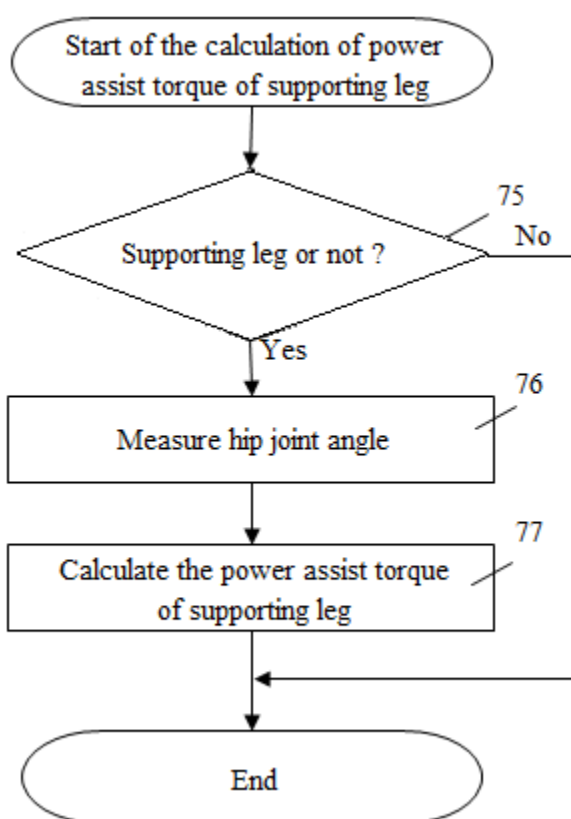 Start of the calculation of power
assist torque of supporting leg
75
No
Supporting leg or not ?
Yes
76
Measure hip joint angle
77
Calculate the power assist torque
of supporting leg
End